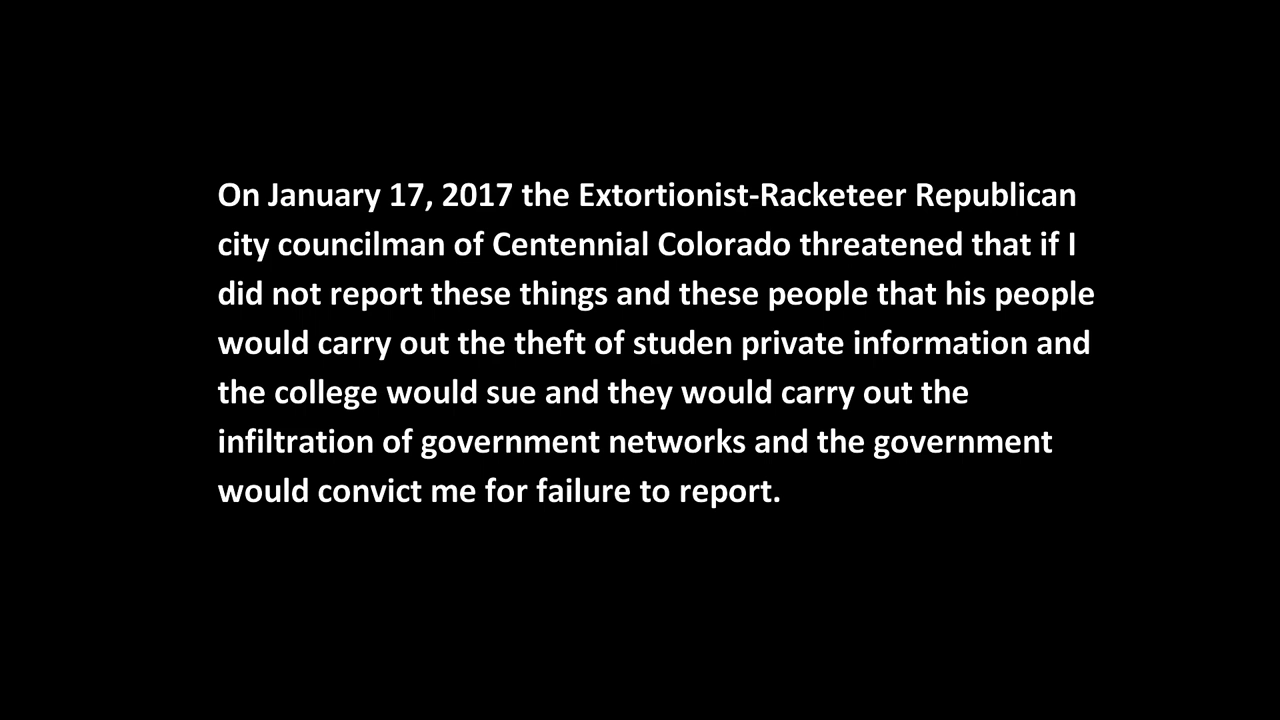 On January 17, 2017 the Extortionist-Racketeer Republican
city councilman of Centennial Colorado threatened that if I
did not report these things and these people that his people
would carry out the theft of studen private information and
the college would sue and they would carry out the
infiltration of government networks and the government
would convict me for failure to report.